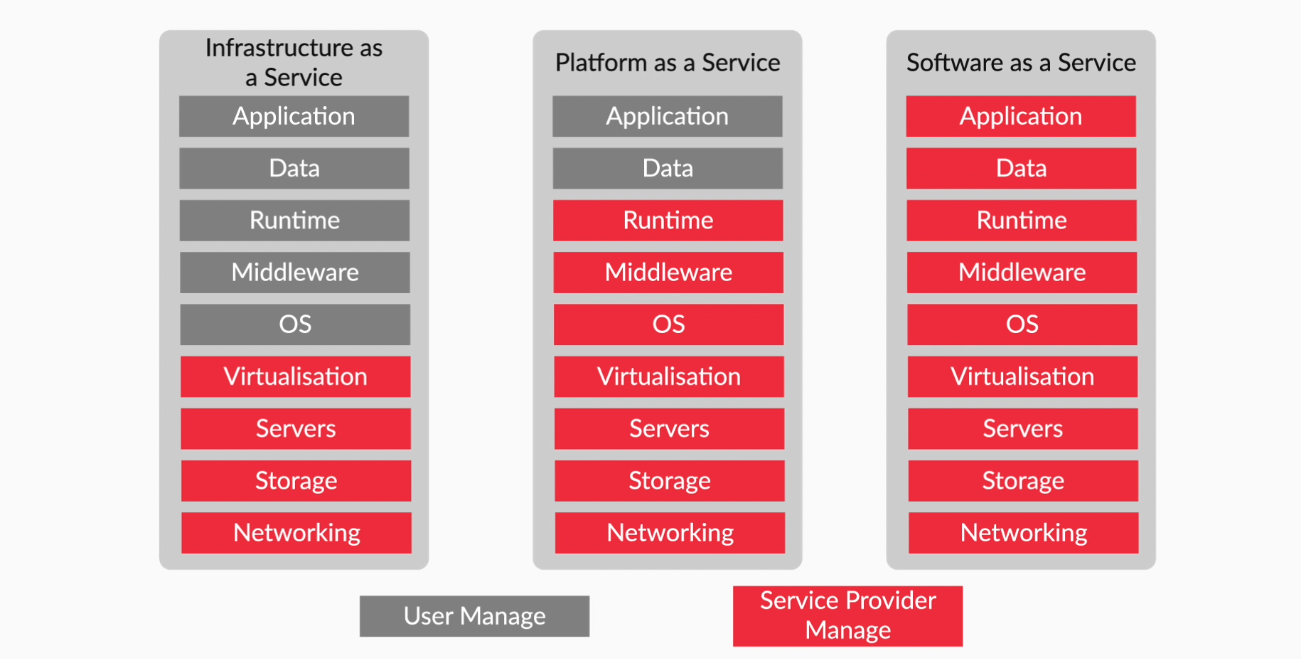 Infrastructure as
a Service
Application
Data
Runtime
Middleware
OS
Virtualisation
Servers
Storage
Networking
Platform as a Service
Application
Data
Runtime
Middleware
OS
Virtualisation
Servers
Storage
Networking
Software as a Service
Application
Data
Runtime
Middleware
OS
Virtualisation
Servers
Storage
Networking
User Manage
Service Provider
Manage